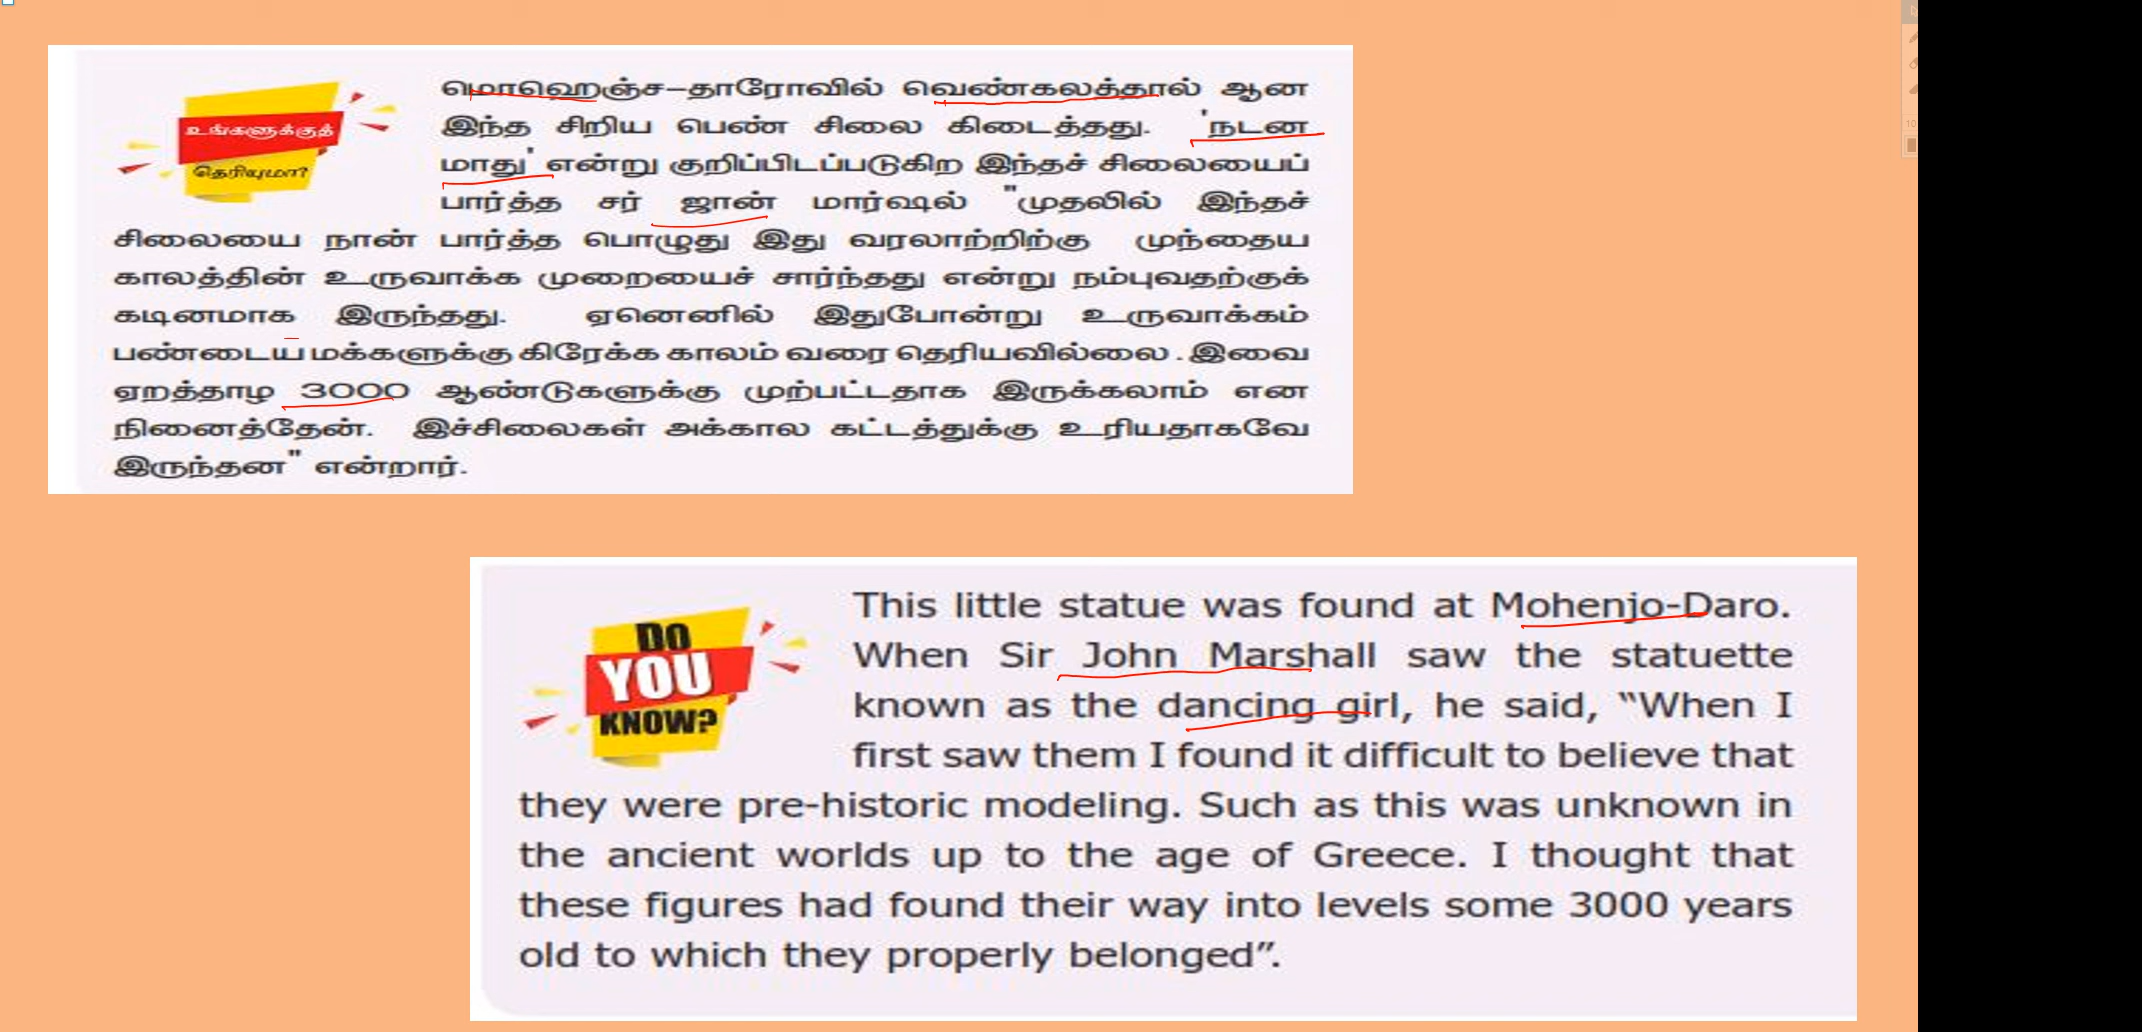 உங்களுக்குத்
தெரியுமா?
மொஹெஞ்ச–தாரோவில் வெண்கலத்தால் ஆன
இந்த சிறிய பெண் சிலை கிடைத்தது. 'நடன
மாது' என்று குறிப்பிடப்படுகிற இந்தச் சிலையைப்
பார்த்த சர் ஜான் மார்ஷல் "முதலில் இந்தச்
சிலையை நான் பார்த்த பொழுது இது வரலாற்றிற்கு முந்தைய
காலத்தின் உருவாக்க முறையைச் சார்ந்தது என்று நம்புவதற்குக்
கடினமாக இருந்தது. ஏனெனில் இதுபோன்று உருவாக்கம்
பண்டைய மக்களுக்கு கிரேக்க காலம் வரை தெரியவில்லை . இவை
ஏறத்தாழ 3000 ஆண்டுகளுக்கு முற்பட்டதாக இருக்கலாம் என
நினைத்தேன். இச்சிலைகள் அக்கால கட்டத்துக்கு உரியதாகவே
இருந்தன" என்றார்.
DO
YOU
KNOW?
This little statue was found at Mohenjo-Daro.
When Sir John Marshall saw the statuette
known as the dancing girl, he said, “When I
first saw them I found it difficult to believe that
they were pre-historic modeling. Such as this was unknown in
the ancient worlds up to the age of Greece. I thought that
these figures had found their way into levels some 3000 years
old to which they properly belonged”.
10